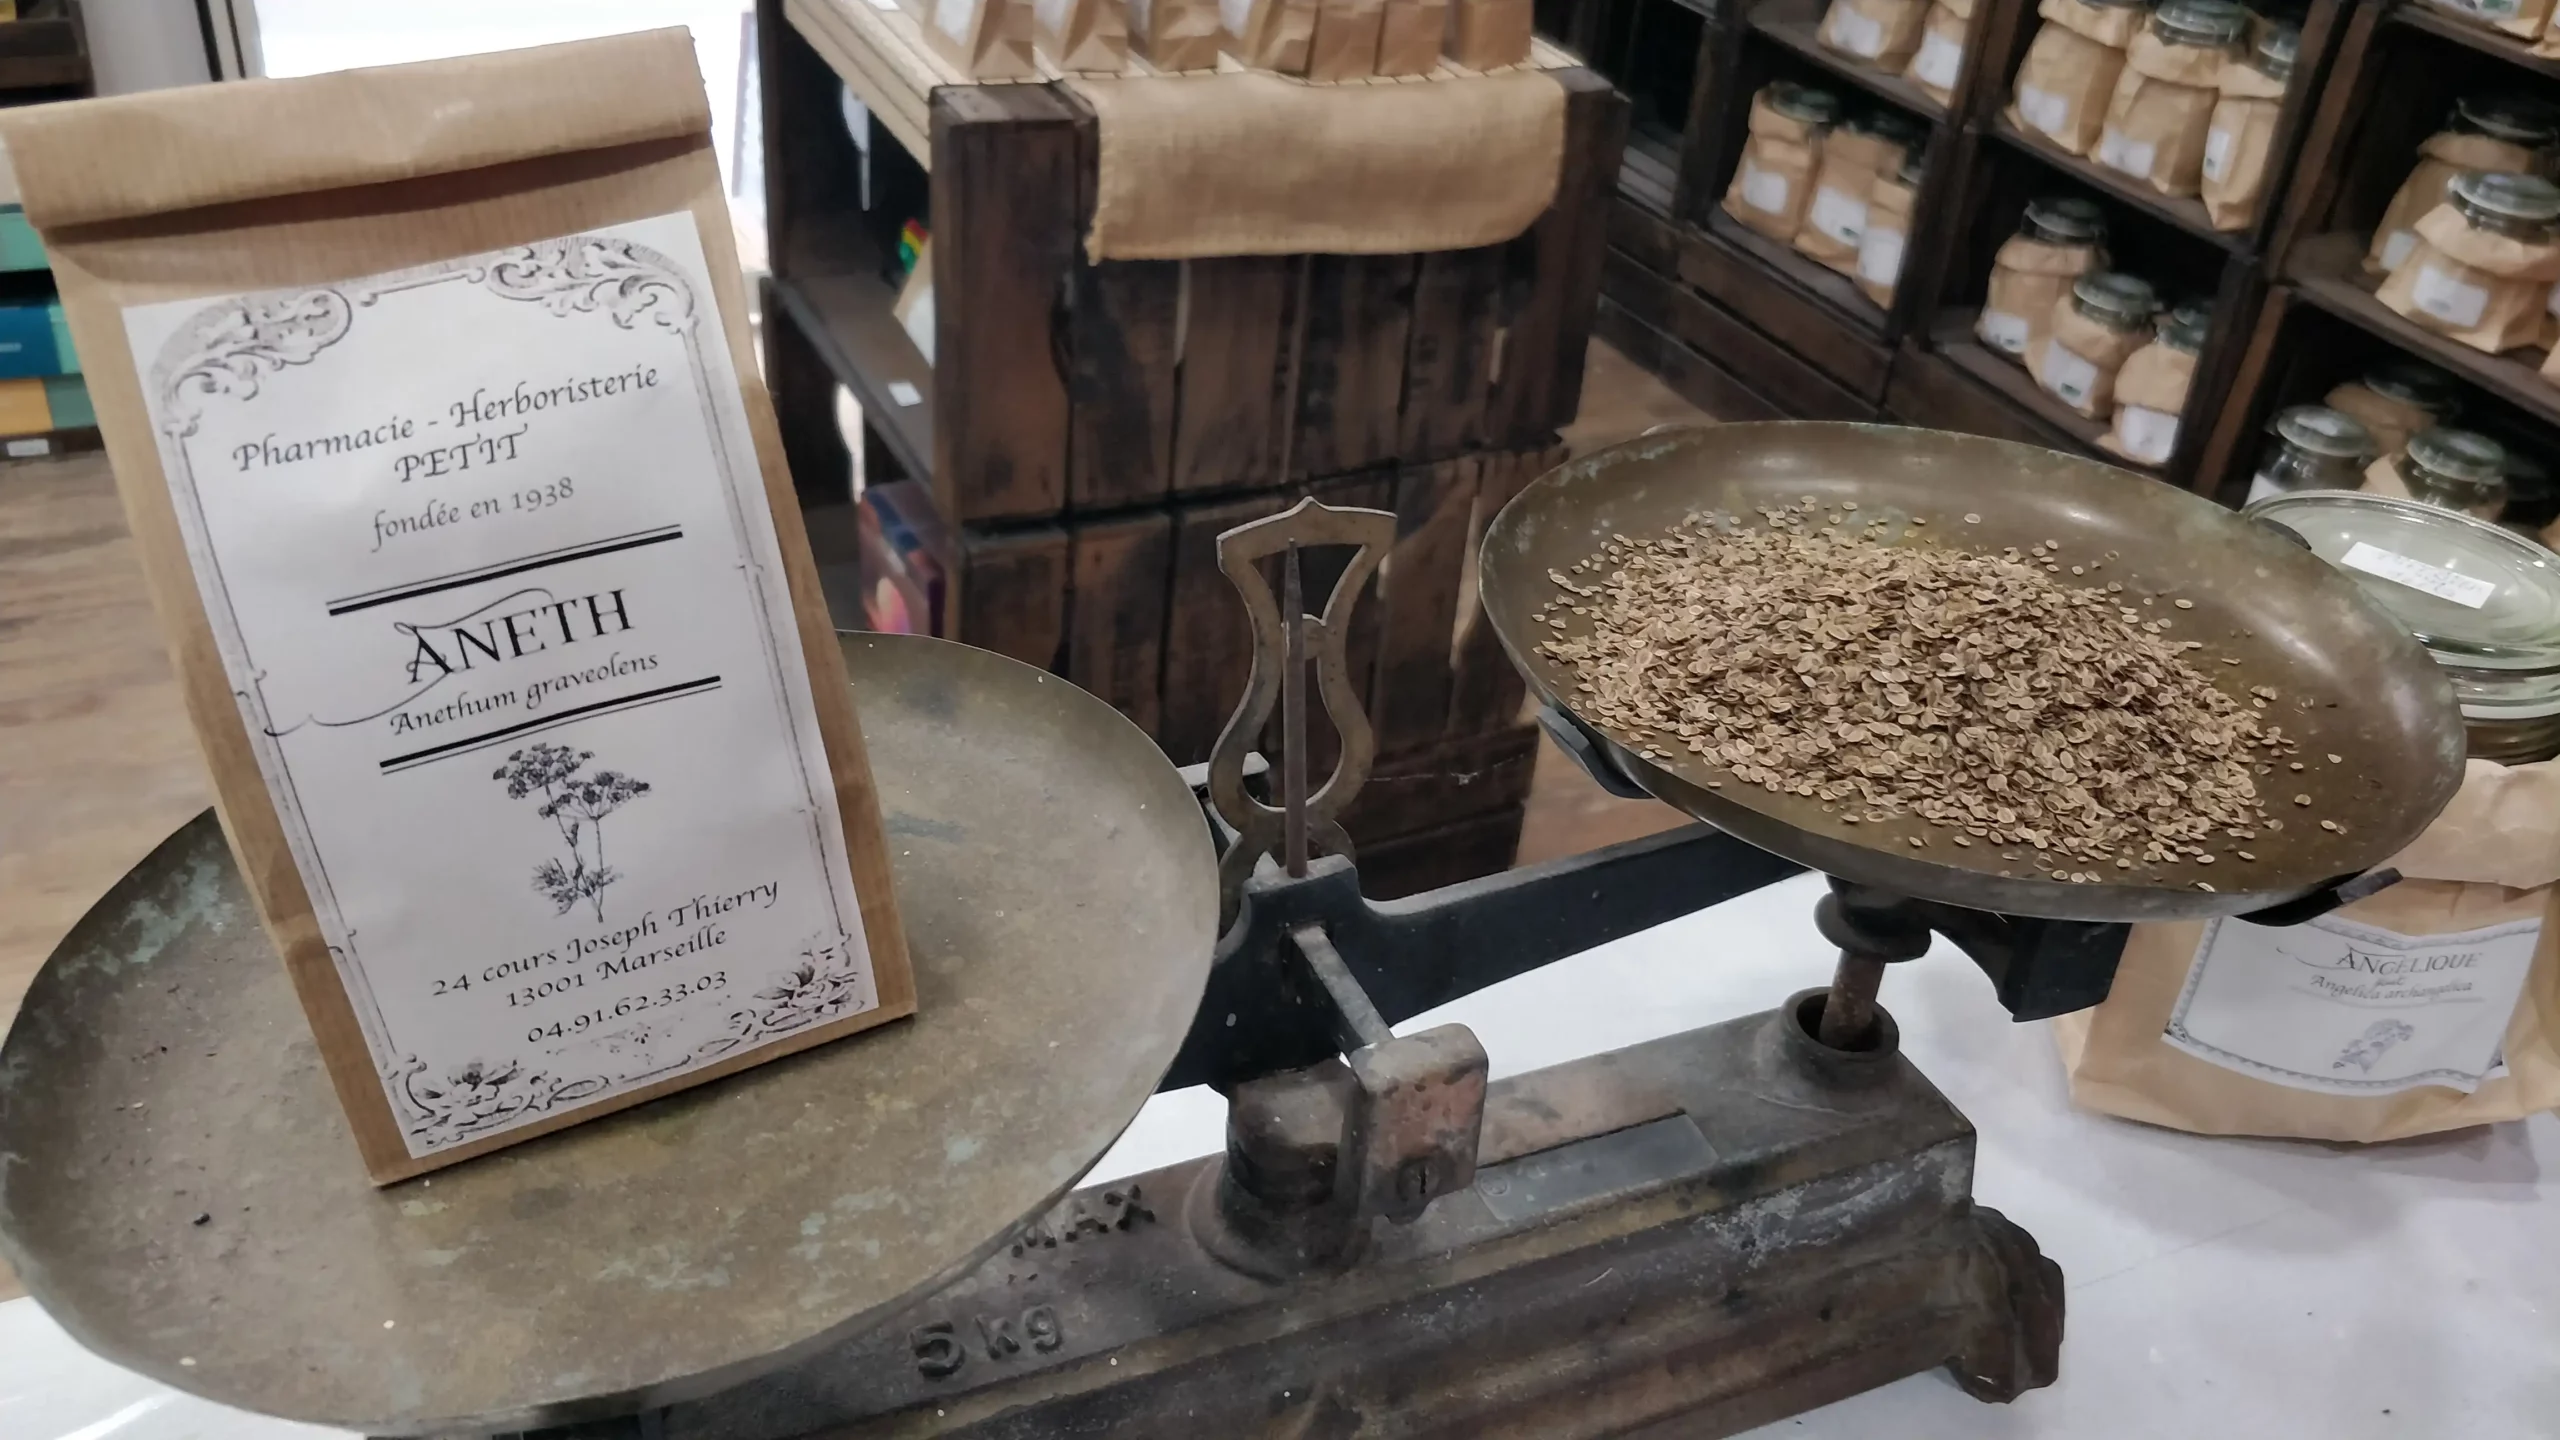 Pharmacie - Herboristerie
PETIT
fondée en 1938
ANETH
Anethum graveolens
24 cours Joseph Thierry
13001 Marseille
04.91.62.33.03
MAX
5 kg
ANGELIQUE
Angelica archangelica